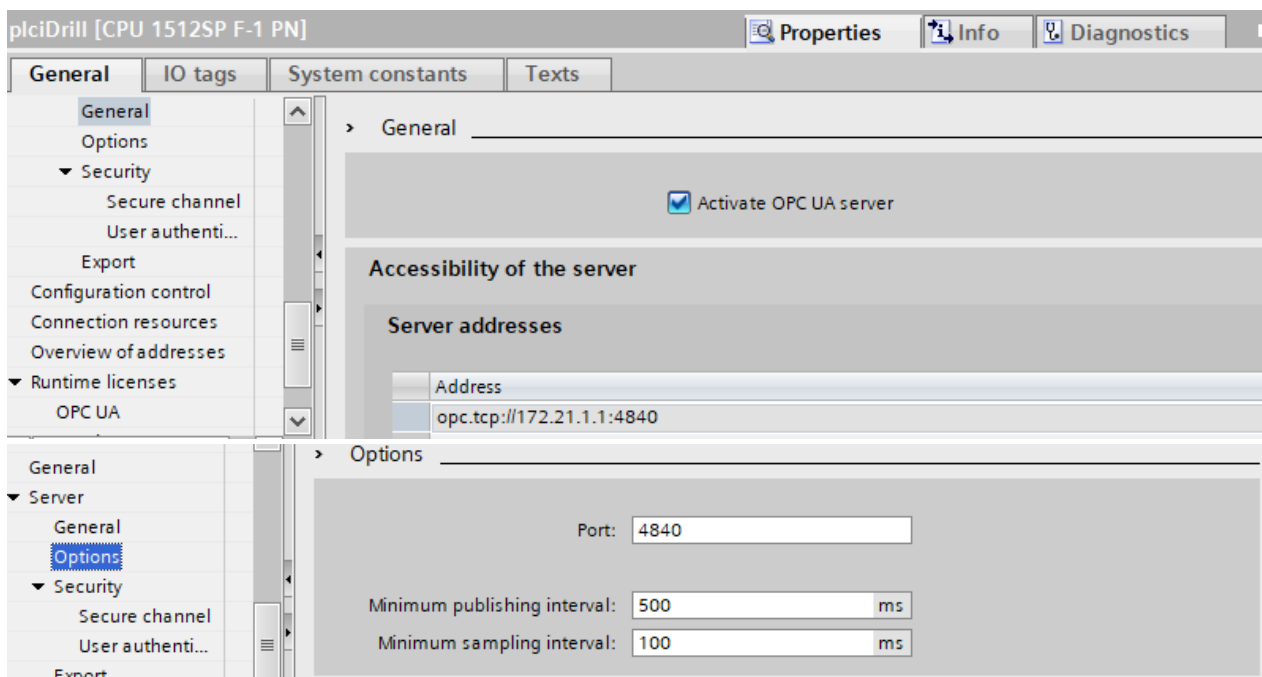 plciDrill [CPU 1512SP F-1 PN]
Properties
Info
Diagnostics
General
IO tags
System constants
Texts
General
Options
Security
Secure channel
User authenti...
Export
Configuration control
Connection resources
Overview of addresses
Runtime licenses
OPC UA
General
Activate OPC UA server
Accessibility of the server
Server addresses
Address
opc.tcp://172.21.1.1:4840
General
Server
General
Options
Security
Secure channel
User authenti...
Export
Options
Port: 4840
Minimum publishing interval: 500 ms
Minimum sampling interval: 100 ms